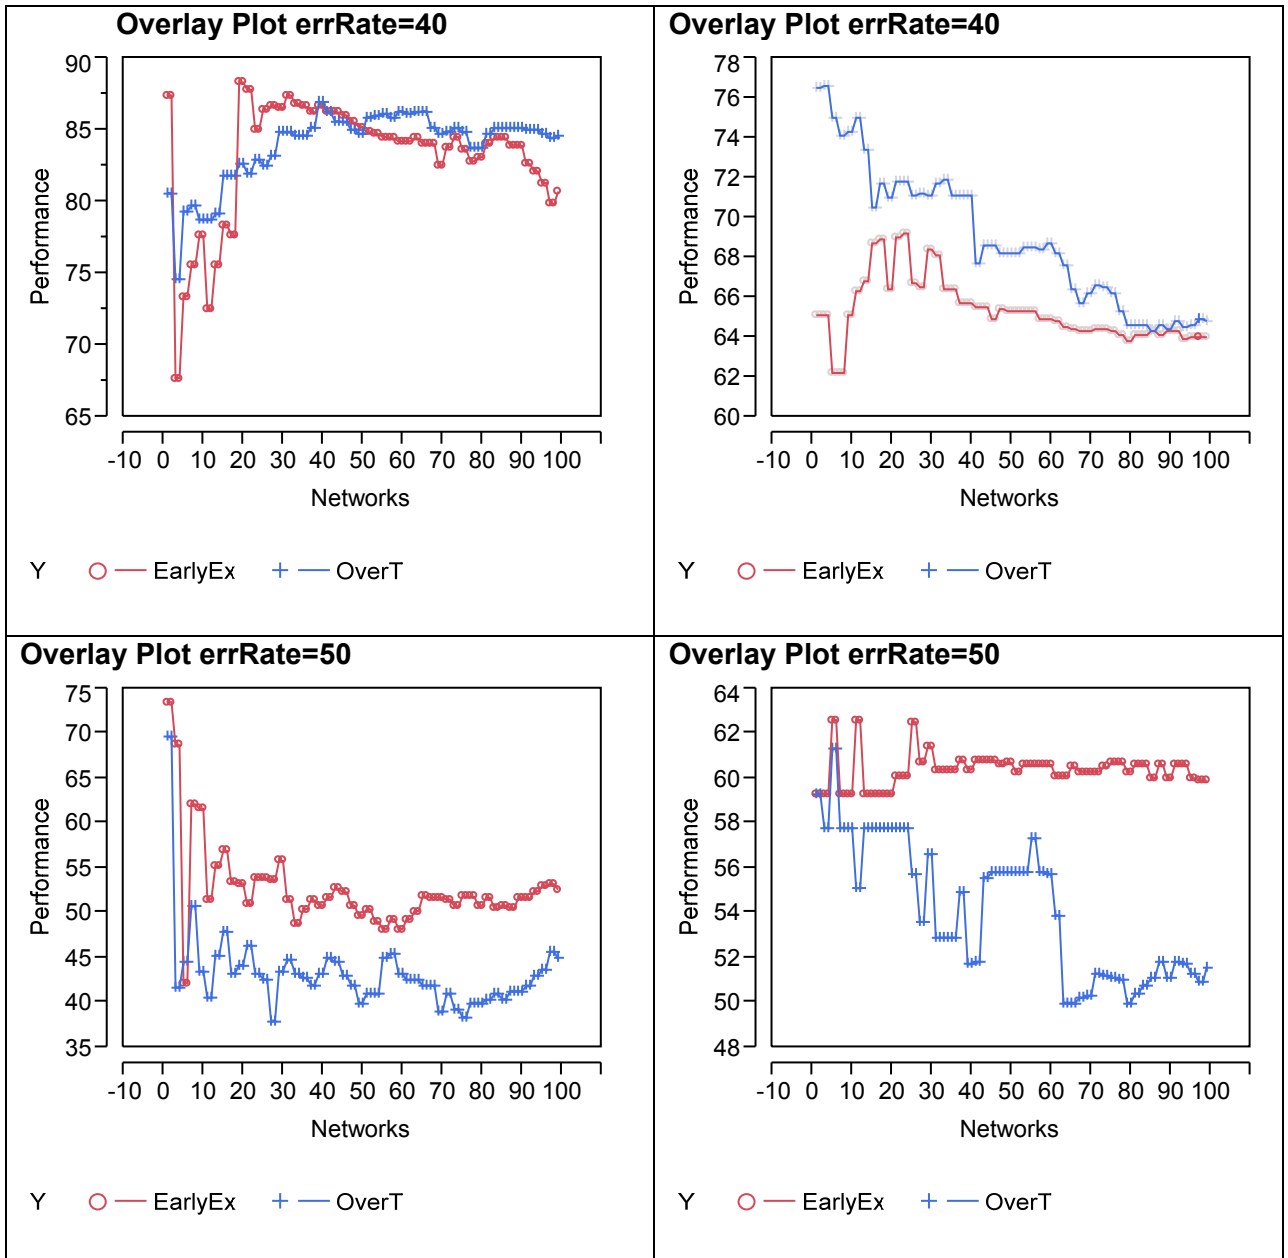 Overlay Plot errRate=40
90
85
80
75
70
65
Performance
-10 0 10 20 30 40 50 60 70 80 90 100
Networks
Y EarlyEx OverT
Overlay Plot errRate=40
78
76
74
72
70
68
66
64
62
60
Performance
-10 0 10 20 30 40 50 60 70 80 90 100
Networks
Y EarlyEx OverT
Overlay Plot errRate=50
75
70
65
60
55
50
45
40
35
Performance
-10 0 10 20 30 40 50 60 70 80 90 100
Networks
Y EarlyEx OverT
Overlay Plot errRate=50
64
62
60
58
56
54
52
50
48
Performance
-10 0 10 20 30 40 50 60 70 80 90 100
Networks
Y EarlyEx OverT